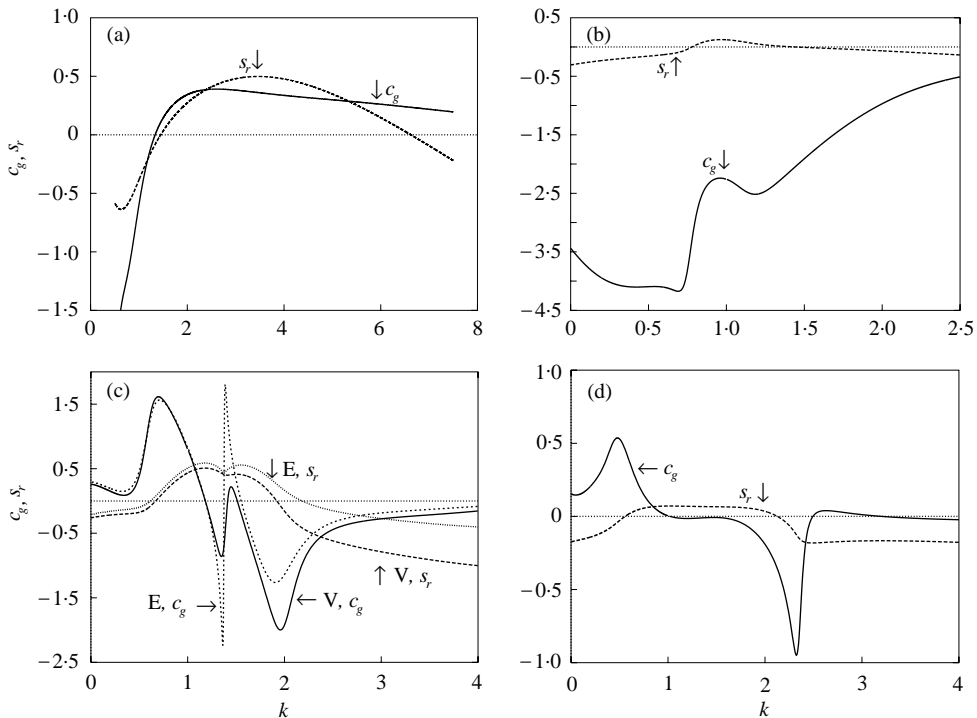 (a)
1·0
0·5
0
−0·5
−1·0
−1·5
c_g, s_r
s_r↓
↓c_g
0 2 4 6 8
(b)
0·5
−0·5
−1·5
−2·5
−3·5
−4·5
s_r↑
c_g↓
0 0·5 1·0 1·5 2·0 2·5
(c)
1·5
0·5
−0·5
−1·5
−2·5
c_g, s_r
↓E, s_r
↑V, s_r
E, c_g→
←V, c_g
0 1 2 3 4
k
(d)
1·0
0·5
0
−0·5
−1·0
←c_g
s_r↓
0 1 2 3 4
k